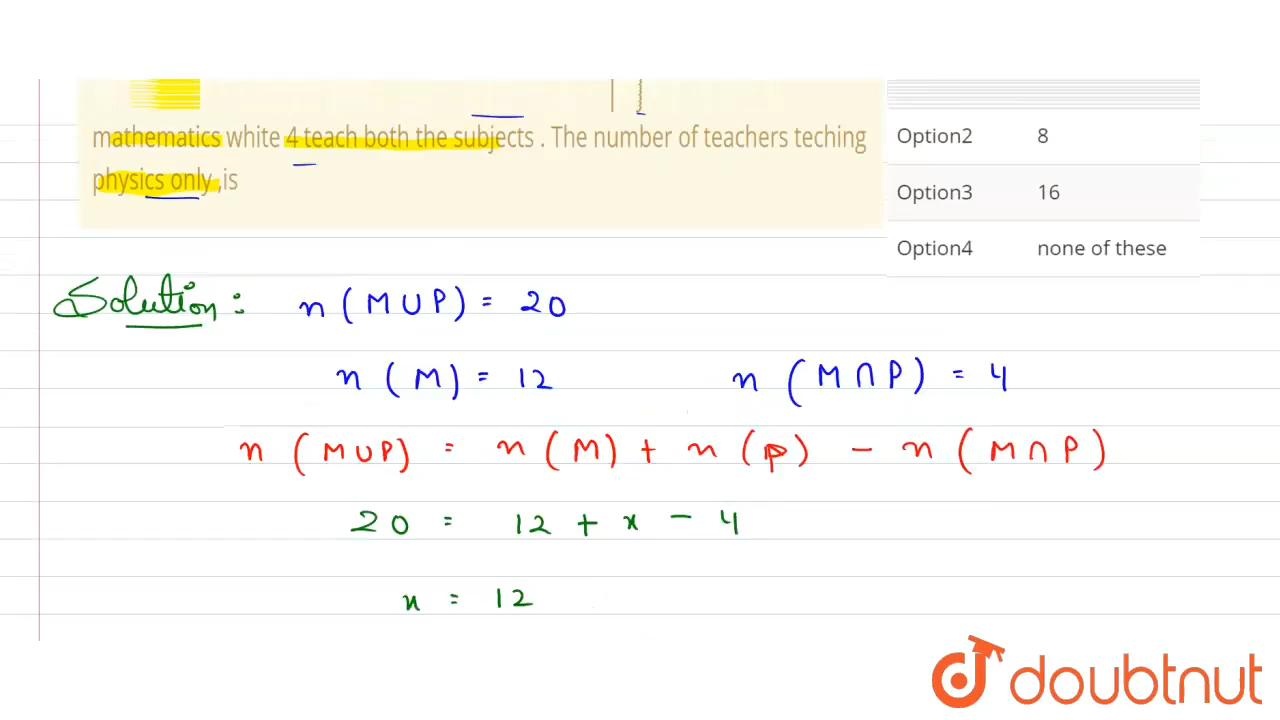 mathematics white 4 teach both the subjects . The number of teachers teching
physics only ,is
Option2 8
Option3 16
Option4 none of these
Solution :
n ( M ∪ P ) = 20
n ( M ) = 12 n ( M ∩ P ) = 4
n ( M ∪ P ) = n ( M ) + n ( P ) - n ( M ∩ P )
20 = 12 + x - 4
x = 12
doubtnut